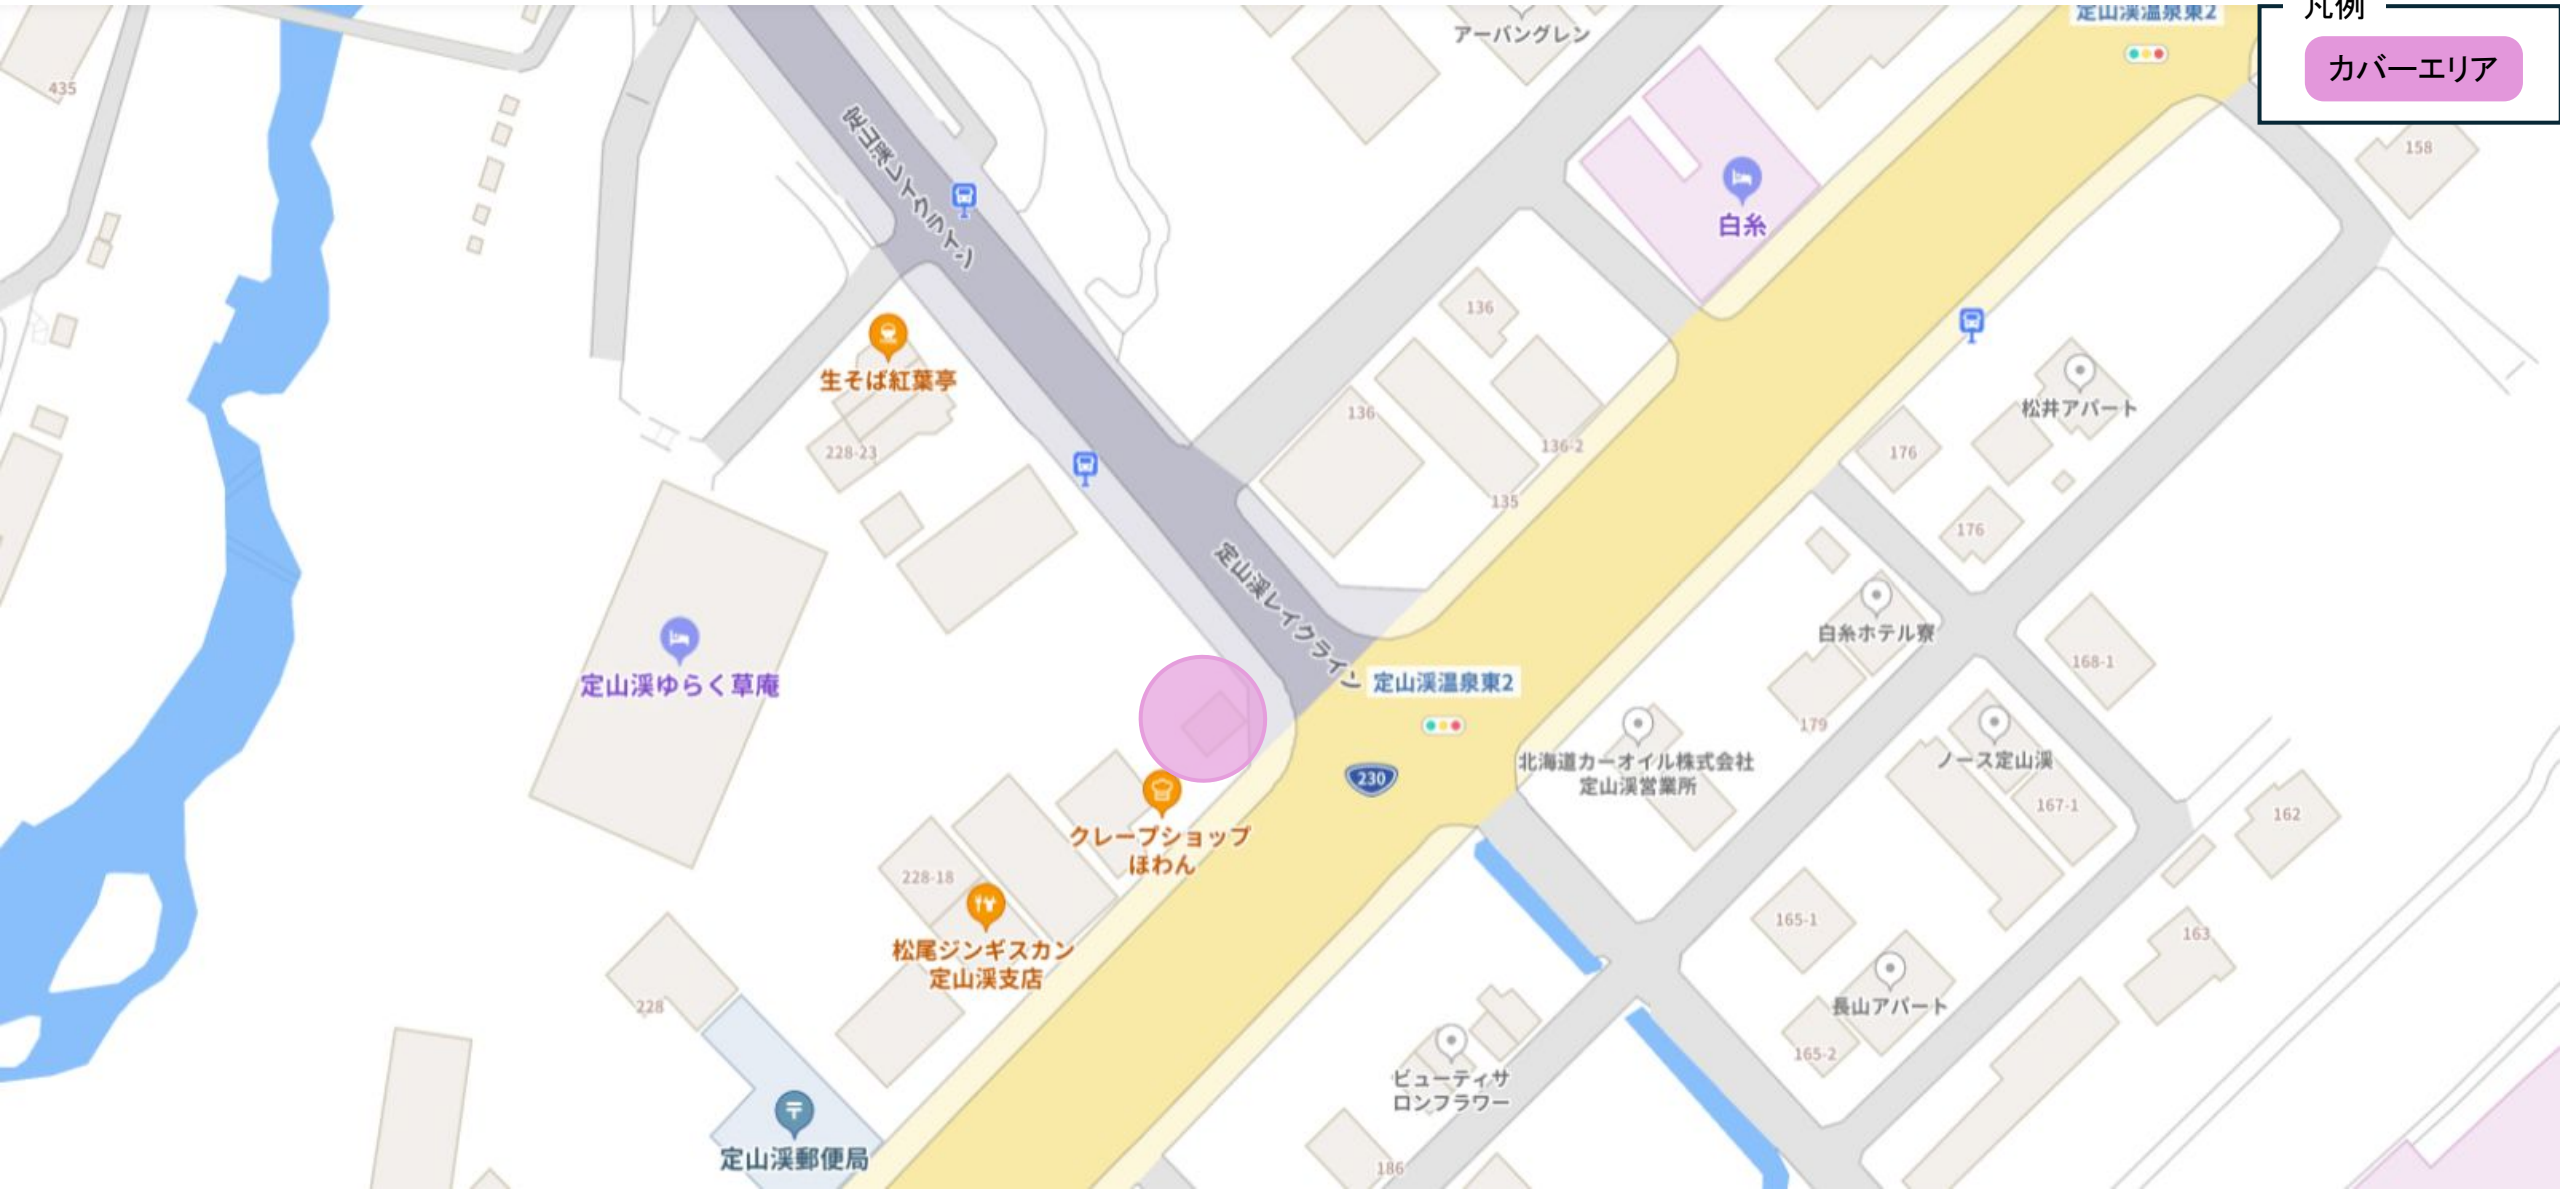 定山渓温泉東2
凡例
カバーエリア
アーバングレン
435
158
定山渓レイクライン
白糸
136
生そば紅葉亭
136
松井アパート
228-23
136-2
176
135
176
定山渓レイクライン
白糸ホテル寮
168-1
定山渓ゆらく草庵
定山渓温泉東2
179
北海道カーオイル株式会社
定山渓営業所
ノース定山渓
230
167-1
162
クレープショップ
ほわん
228-18
165-1
163
松尾ジンギスカン
定山渓支店
228
長山アパート
165-2
ビューティサ
ロンフラワー
定山渓郵便局
186